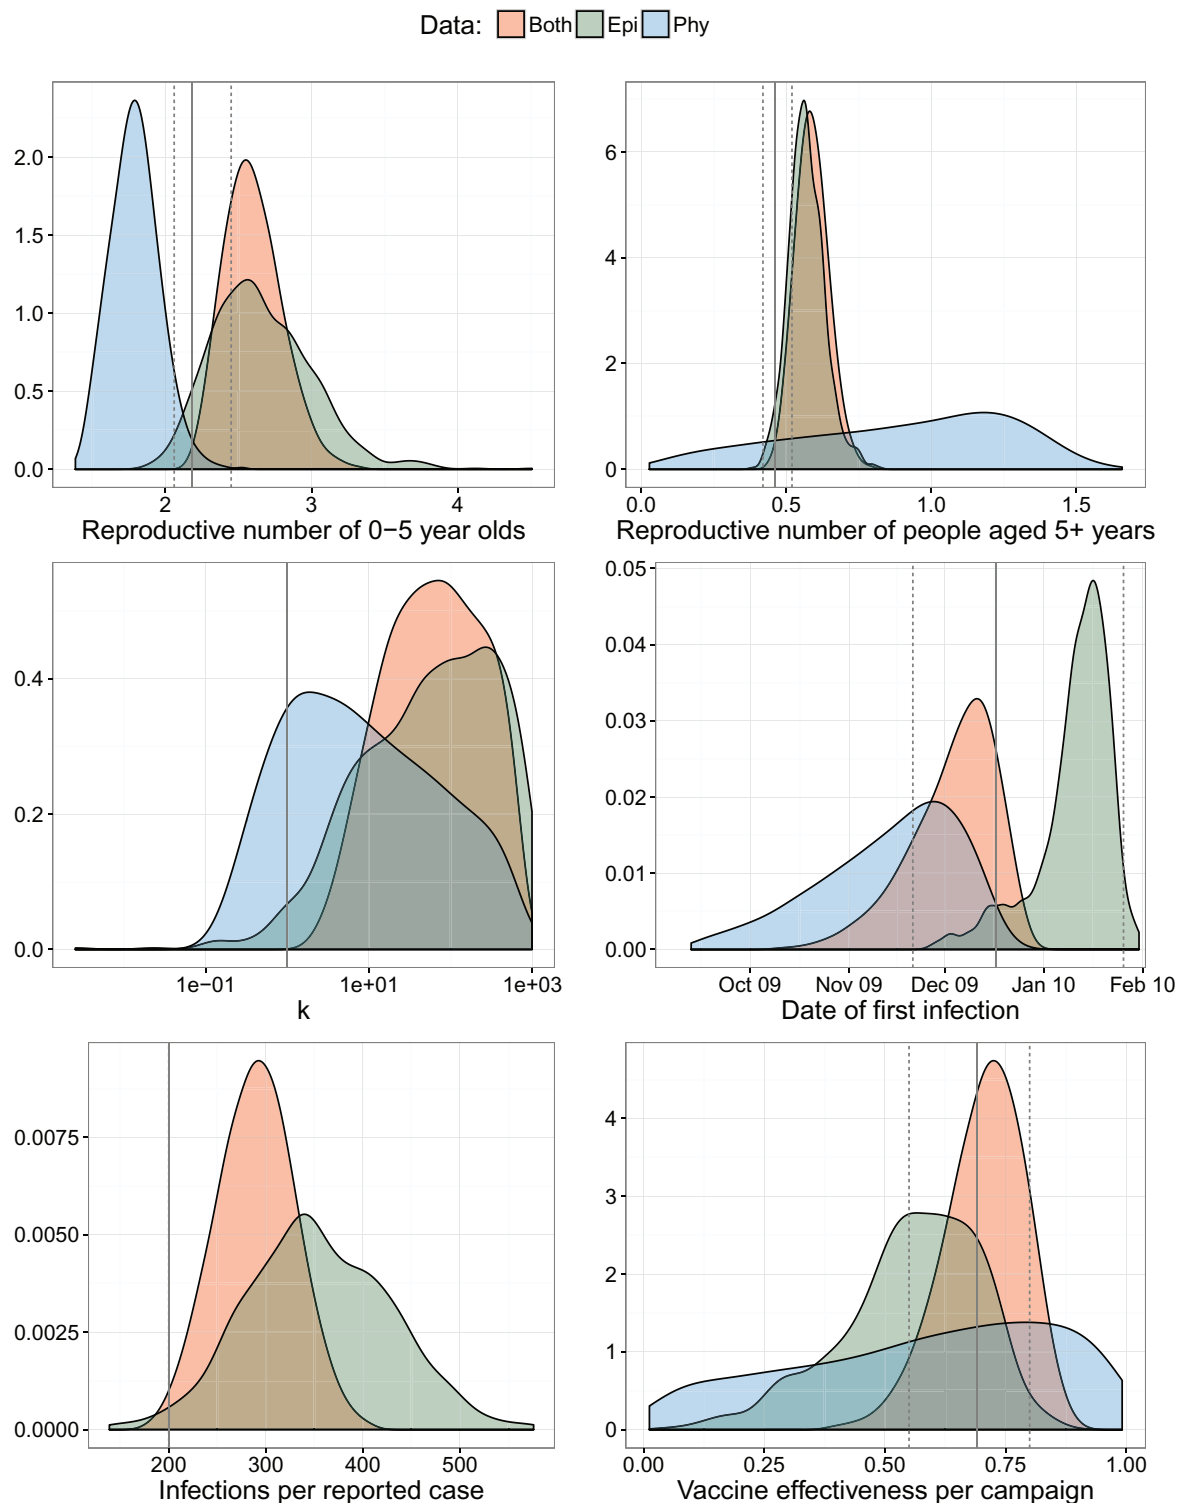 Data: Both Epi Phy
2.0
1.5
1.0
0.5
0.0
2 3 4
Reproductive number of 0−5 year olds
6
4
2
0
0.0 0.5 1.0 1.5
Reproductive number of people aged 5+ years
0.4
0.2
0.0
1e−01 1e+01 1e+03
k
0.05
0.04
0.03
0.02
0.01
0.00
Oct 09 Nov 09 Dec 09 Jan 10 Feb 10
Date of first infection
0.0075
0.0050
0.0025
0.0000
200 300 400 500
Infections per reported case
4
3
2
1
0
0.00 0.25 0.50 0.75 1.00
Vaccine effectiveness per campaign